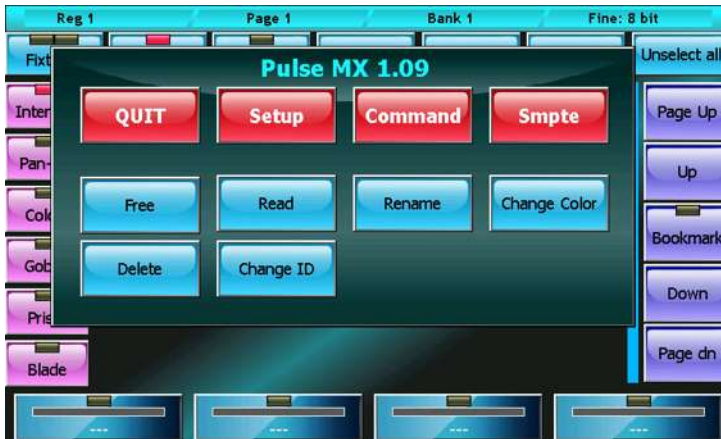 Reg 1 Page 1 Bank 1 Fine: 8 bit
Unselect all
Pulse MX 1.09
QUIT Setup Command Smpte
Page Up
Up
Free Read Rename Change Color
Bookmark
Delete Change ID
Down
Page dn
Blade
--- --- --- ---